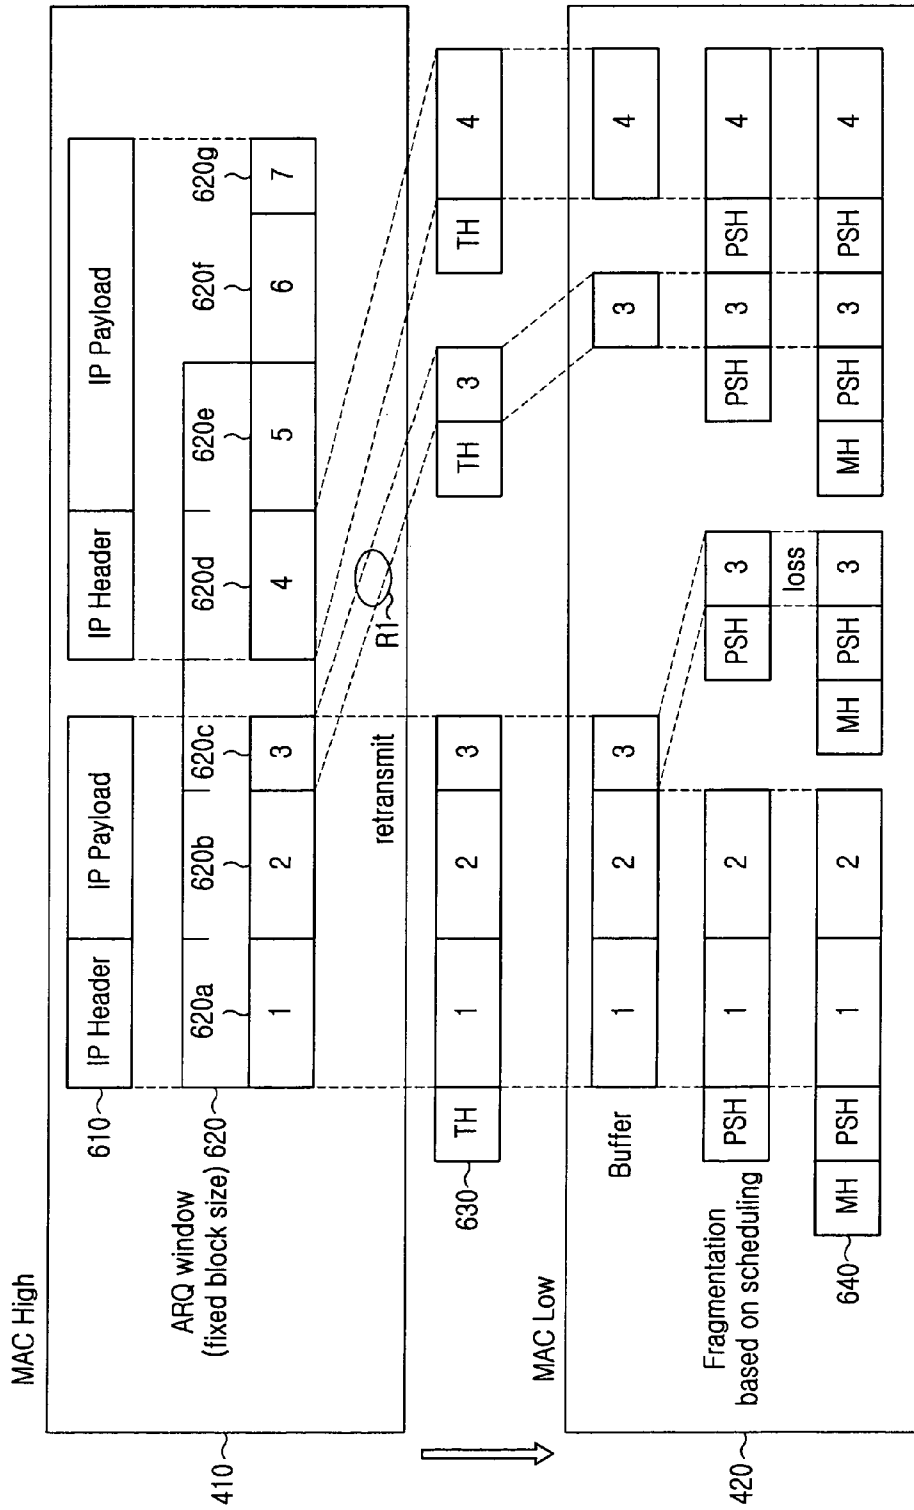 MAC High
610
IP Header
IP Payload
IP Header
IP Payload
ARQ window
(fixed block size) 620
620a
620b
620c
620d
620e
620f
620g
1
2
3
4
5
6
7
410
R1
retransmit
630
TH
1
2
3
TH
3
TH
4
MAC Low
Buffer
1
2
3
3
4
Fragmentation
based on scheduling
PSH
1
2
PSH
3
PSH
3
PSH
4
loss
640
MH
PSH
1
2
MH
PSH
3
MH
PSH
3
PSH
4
420